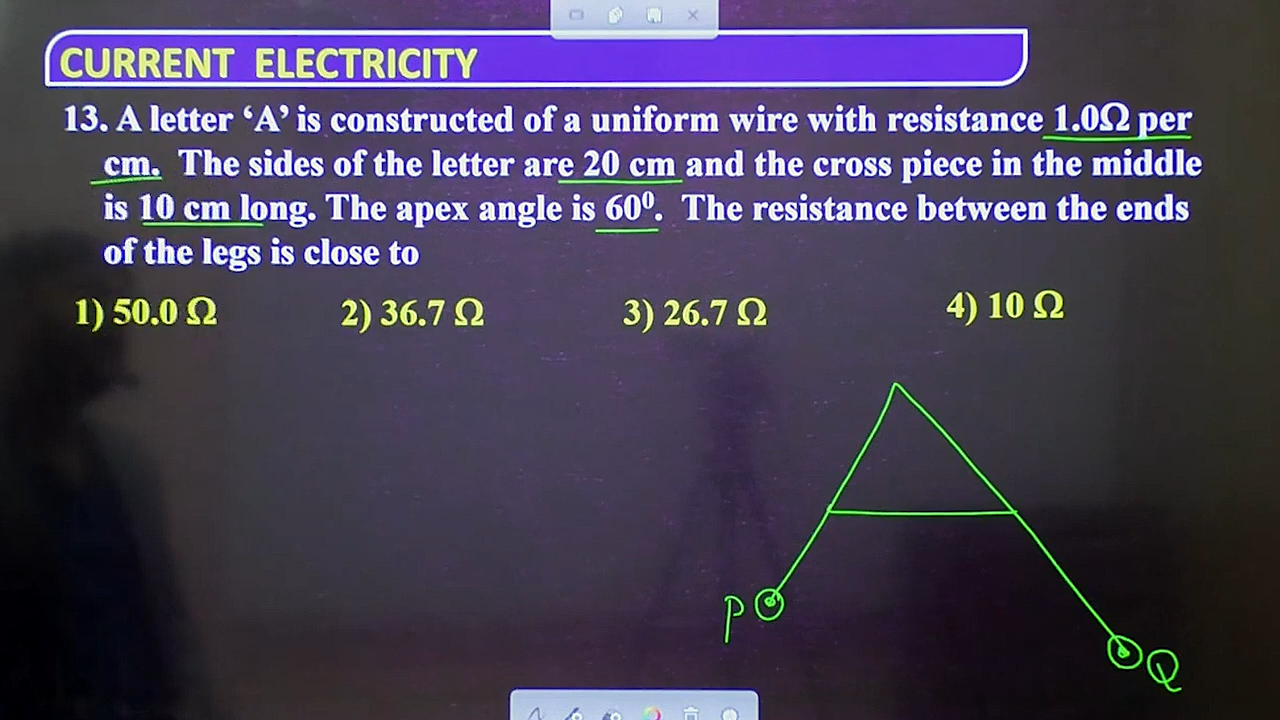 CURRENT ELECTRICITY
13. A letter ‘A’ is constructed of a uniform wire with resistance 1.0Ω per
cm. The sides of the letter are 20 cm and the cross piece in the middle
is 10 cm long. The apex angle is 60⁰. The resistance between the ends
of the legs is close to
1) 50.0 Ω 2) 36.7 Ω 3) 26.7 Ω 4) 10 Ω
P
Q